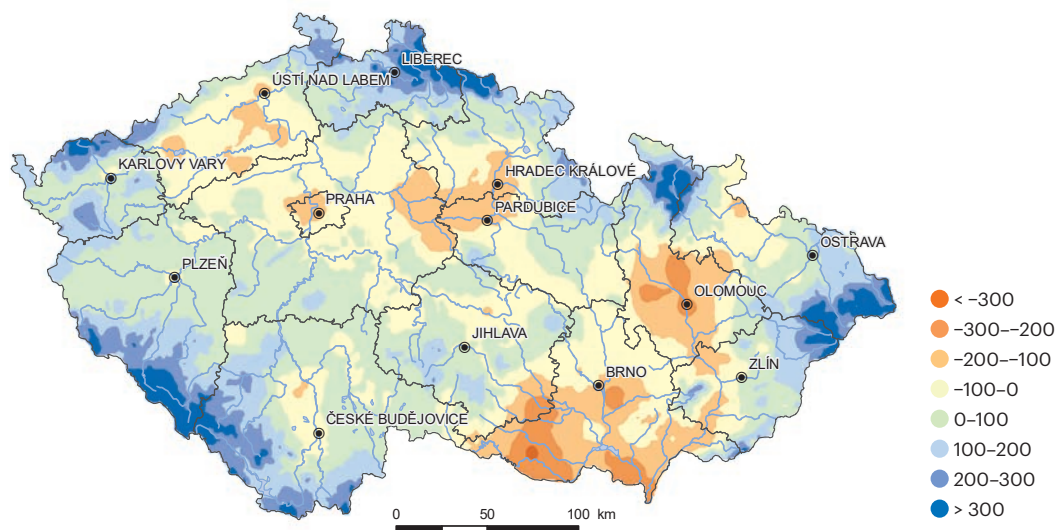 LIBEREC
ÚSTÍ NAD LABEM
KARLOVY VARY
HRADEC KRÁLOVÉ
PRAHA
PARDUBICE
OSTRAVA
PLZEŇ
OLOMOUC
JIHLAVA
BRNO
ZLÍN
ČESKÉ BUDĚJOVICE
< –300
–300––200
–200–100
–100–0
0–100
100–200
200–300
> 300
0 50 100 km